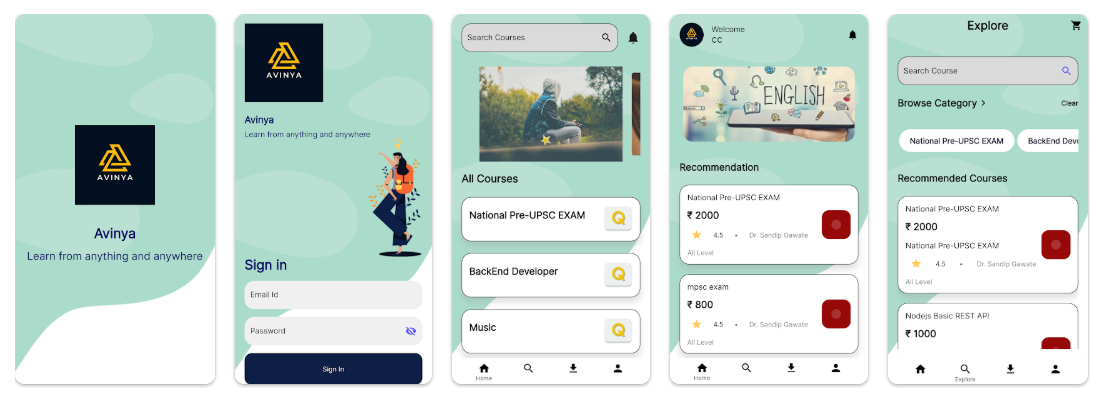 AVINYA
Avinya
Learn from anything and anywhere
AVINYA
Avinya
Learn from anything and anywhere
Sign in
Email Id
Password
Sign In
Search Courses
All Courses
National Pre-UPSC EXAM
Q
BackEnd Developer
Q
Music
Q
Home
AVINYA
Welcome
CC
ENGLISH
Recommendation
National Pre-UPSC EXAM
₹ 2000
4.5 • Dr. Sandip Gawate
All Level
mpsc exam
₹ 800
4.5 • Dr. Sandip Gawate
All Level
Home
Explore
Search Course
Browse Category >
Clear
National Pre-UPSC EXAM
BackEnd Deve
Recommended Courses
National Pre-UPSC EXAM
₹ 2000
National Pre-UPSC EXAM
4.5 • Dr. Sandip Gawate
All Level
Nodejs Basic REST API
₹ 1000
Explore